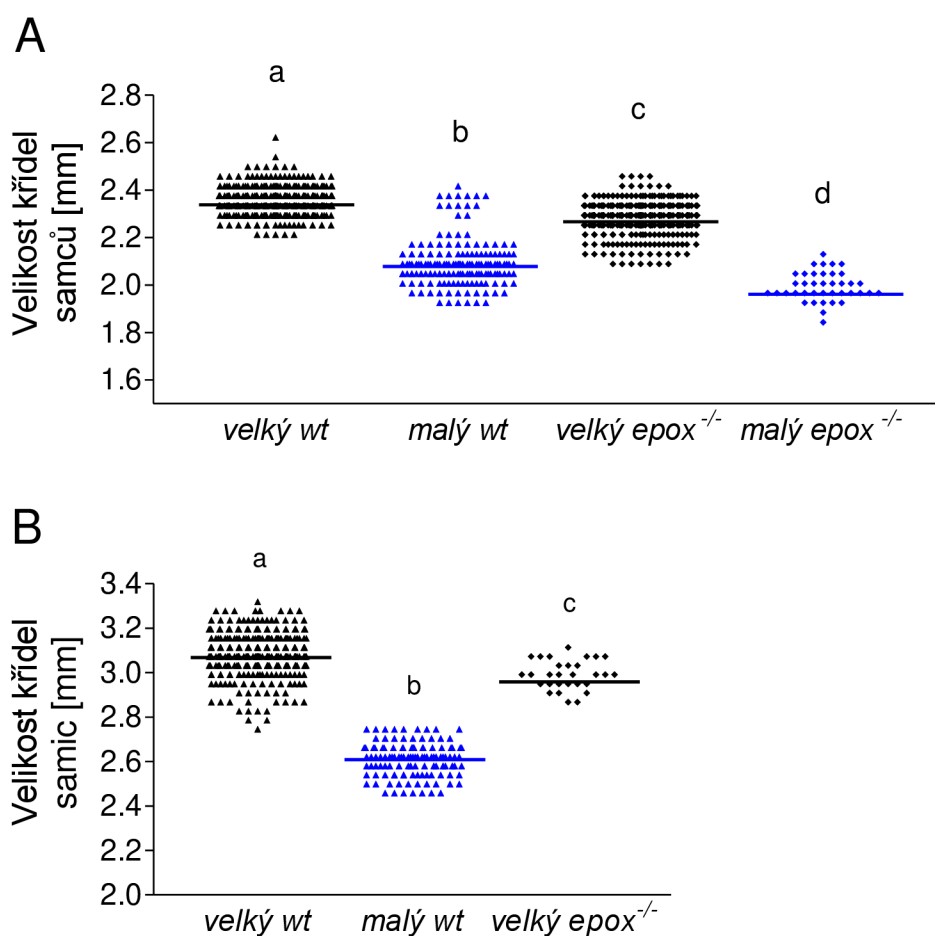 A
a
b
c
d
Velikost křídel
samců [mm]
2.8
2.6
2.4
2.2
2.0
1.8
1.6
velký wt
malý wt
velký epox -/-
malý epox -/-
B
a
b
c
Velikost křídel
samic [mm]
3.4
3.2
3.0
2.8
2.6
2.4
2.2
2.0
velký wt
malý wt
velký epox-/-